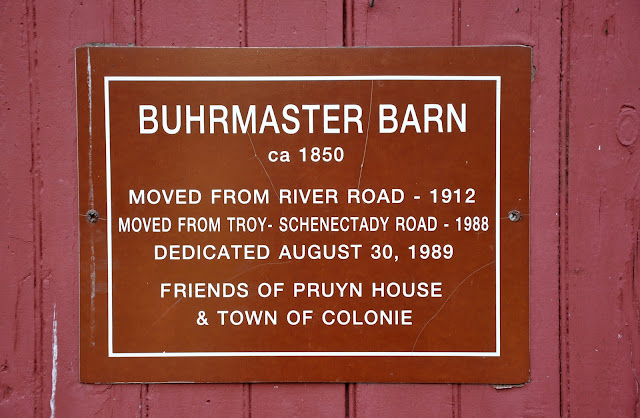 BUHRMASTER BARN
ca 1850
MOVED FROM RIVER ROAD - 1912
MOVED FROM TROY- SCHENECTADY ROAD - 1988
DEDICATED AUGUST 30, 1989
FRIENDS OF PRUYN HOUSE
& TOWN OF COLONIE